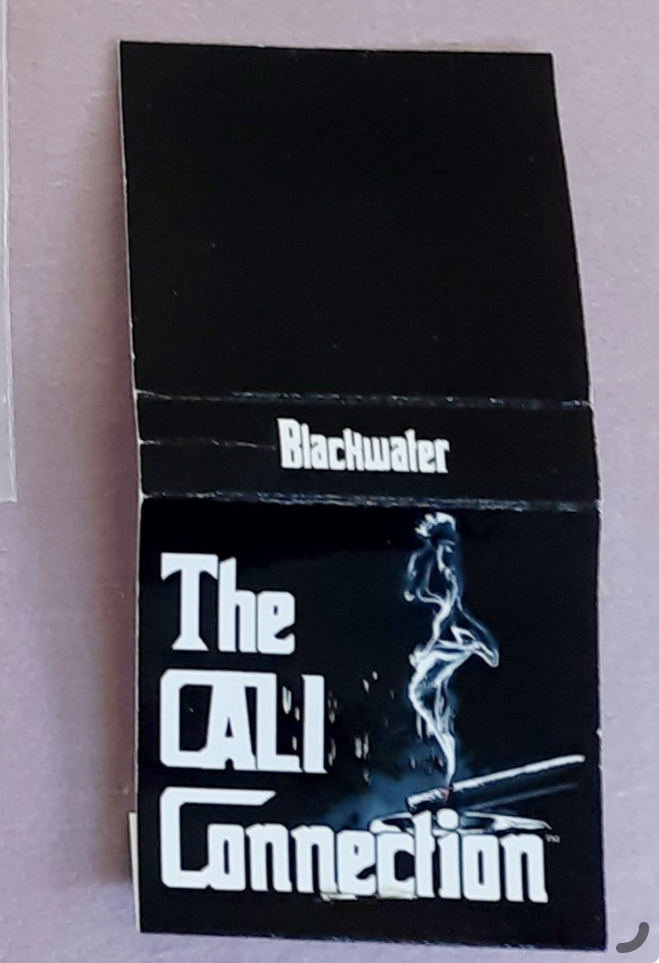 Blackwater
The
CALI
Connection